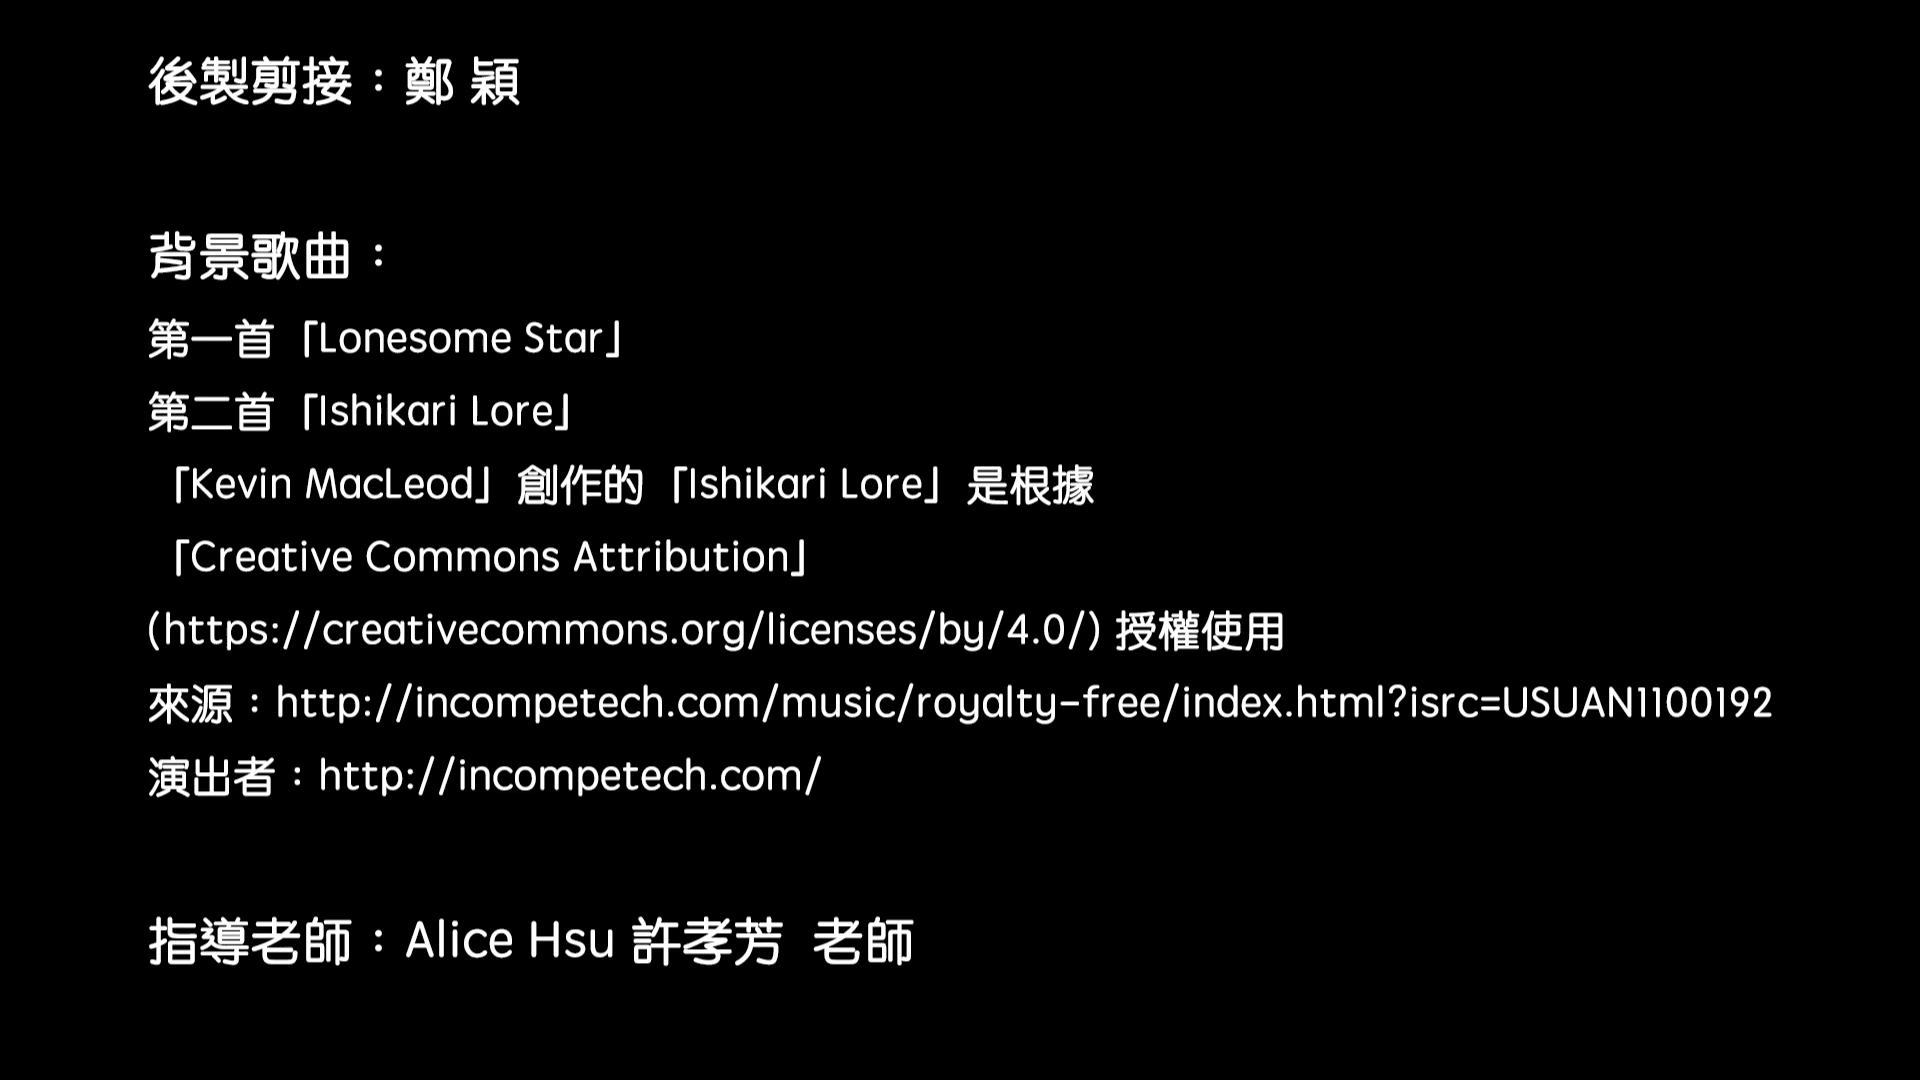 後製剪接：鄭 穎
背景歌曲：
第一首「Lonesome Star」
第二首「Ishikari Lore」
「Kevin MacLeod」創作的「Ishikari Lore」是根據
「Creative Commons Attribution」
(https://creativecommons.org/licenses/by/4.0/) 授權使用
來源：http://incompetech.com/music/royalty-free/index.html?isrc=USUAN1100192
演出者：http://incompetech.com/
指導老師：Alice Hsu 許孝芳 老師